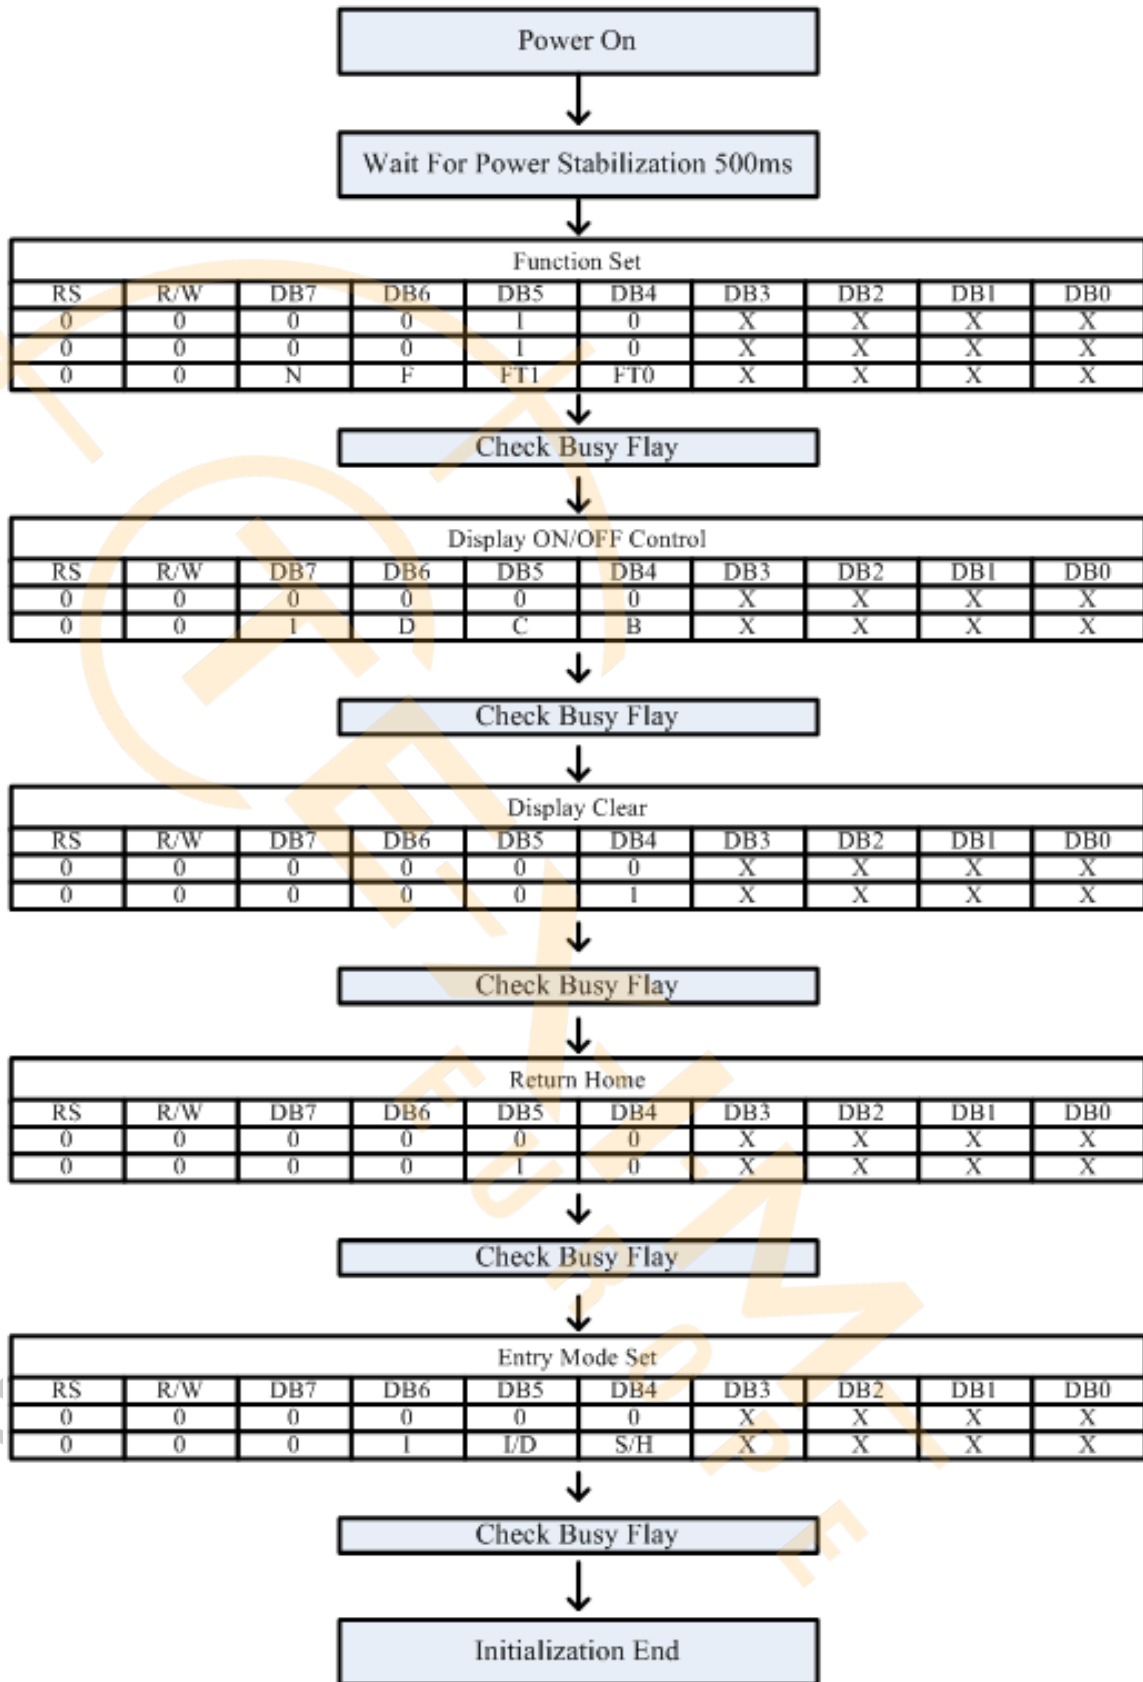 Power On
Wait For Power Stabilization 500ms
Function Set
RS R/W DB7 DB6 DB5 DB4 DB3 DB2 DB1 DB0
0 0 0 0 1 0 X X X X
0 0 0 0 1 0 X X X X
0 0 N F FT1 FT0 X X X X
Check Busy Flay
Display ON/OFF Control
RS R/W DB7 DB6 DB5 DB4 DB3 DB2 DB1 DB0
0 0 0 0 0 0 X X X X
0 0 1 D C B X X X X
Check Busy Flay
Display Clear
RS R/W DB7 DB6 DB5 DB4 DB3 DB2 DB1 DB0
0 0 0 0 0 0 X X X X
0 0 0 0 0 1 X X X X
Check Busy Flay
Return Home
RS R/W DB7 DB6 DB5 DB4 DB3 DB2 DB1 DB0
0 0 0 0 0 0 X X X X
0 0 0 0 1 0 X X X X
Check Busy Flay
Entry Mode Set
RS R/W DB7 DB6 DB5 DB4 DB3 DB2 DB1 DB0
0 0 0 0 0 0 X X X X
0 0 0 1 I/D S/H X X X X
Check Busy Flay
Initialization End
TEXIM
EUROPE